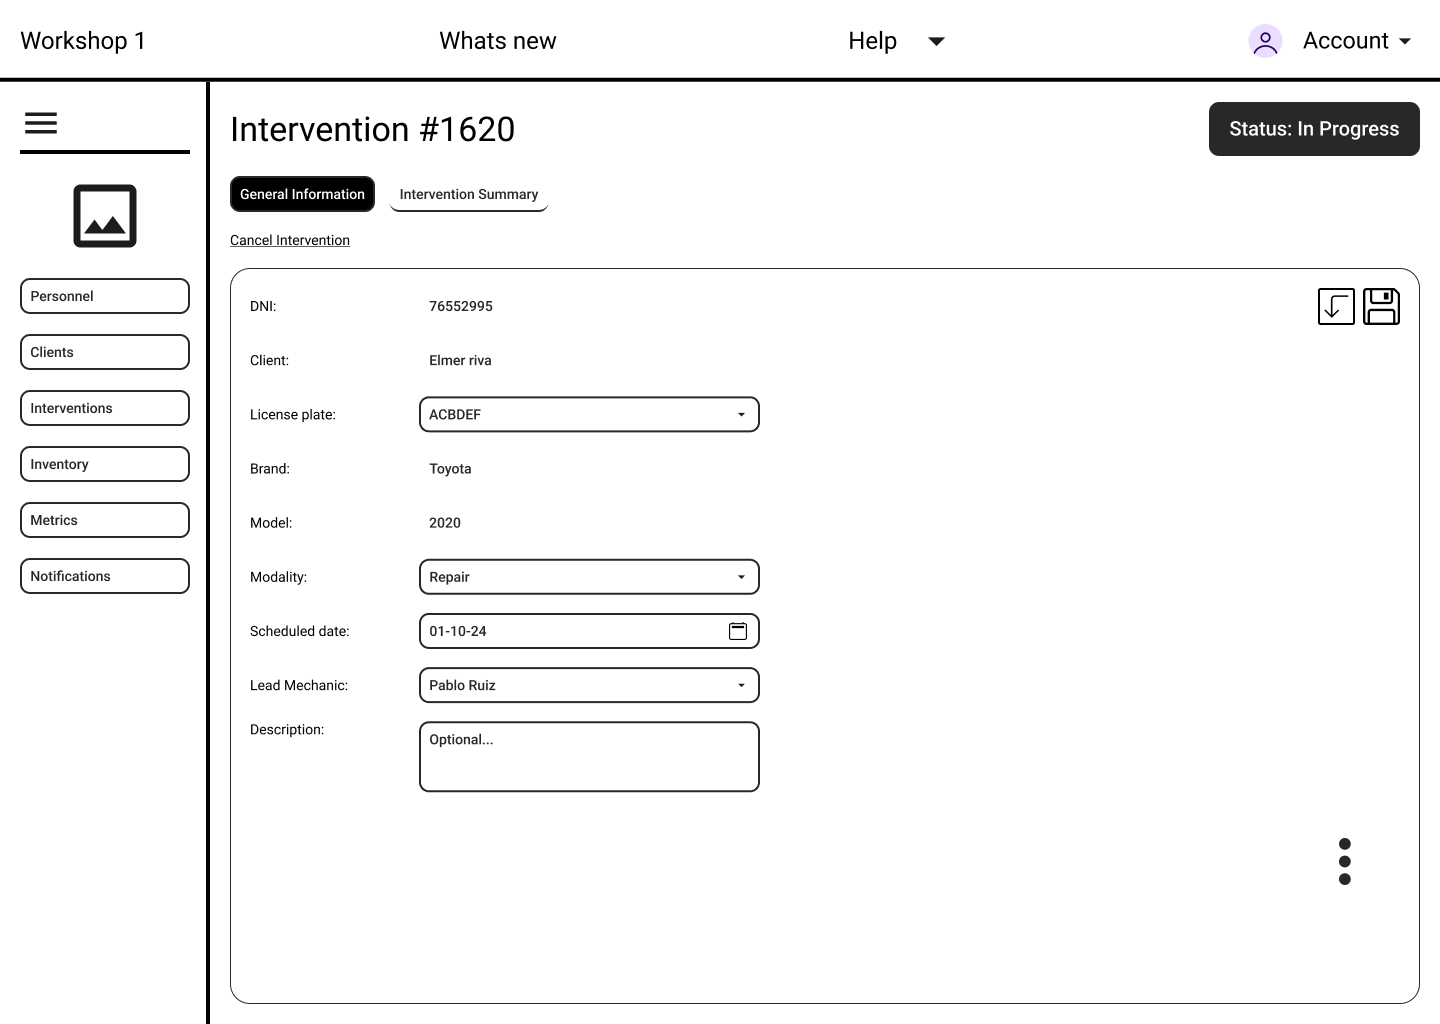 Workshop 1
Whats new
Help
Account
Intervention #1620
Status: In Progress
General Information
Intervention Summary
Cancel Intervention
Personnel
Clients
Interventions
Inventory
Metrics
Notifications
DNI: 76552995
Client: Elmer riva
License plate: ACBDEF
Brand: Toyota
Model: 2020
Modality: Repair
Scheduled date: 01-10-24
Lead Mechanic: Pablo Ruiz
Description: Optional...